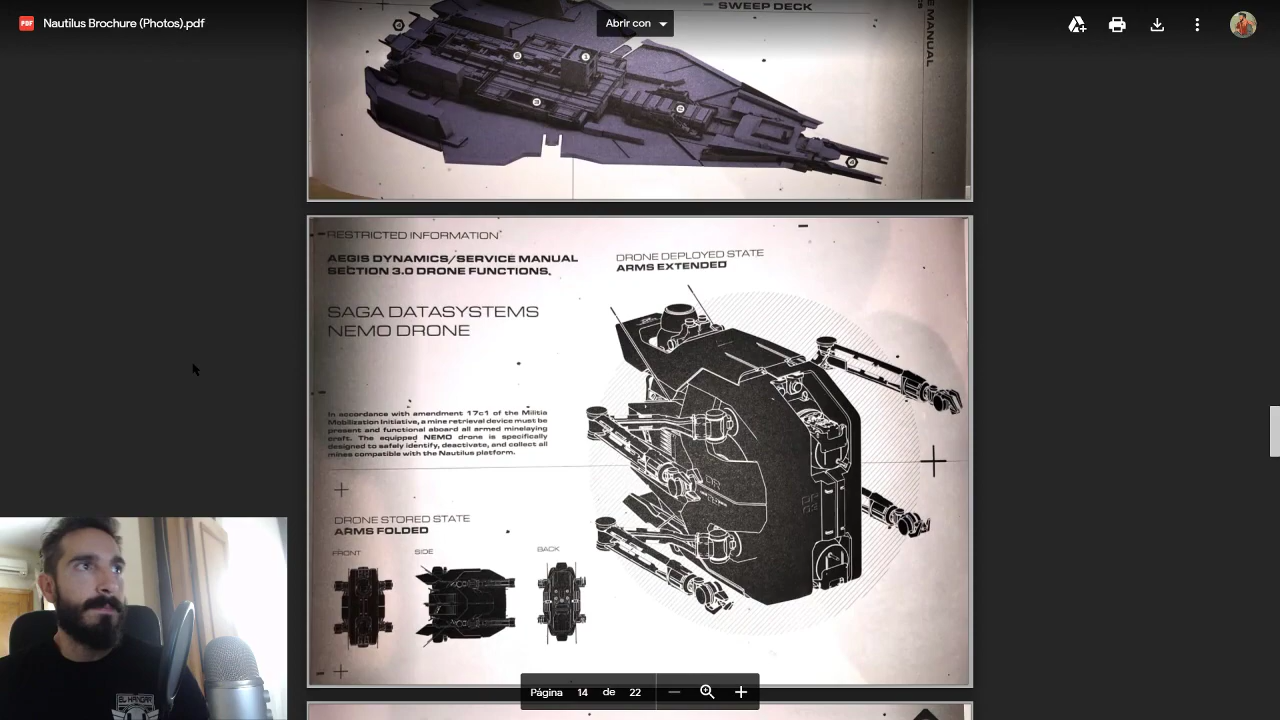 PDF
Nautilus Brochure (Photos).pdf
Abrir con
SWEEP DECK
E MANUAL
RESTRICTED INFORMATION
AEGIS DYNAMICS/SERVICE MANUAL
SECTION 3.0 DRONE FUNCTIONS.
SAGA DATASYSTEMS
NEMO DRONE
In accordance with amendment 17c1 of the Militia
Mobilization Initiative, a mine retrieval device must be
present and functional aboard all armed minelaying
craft. The equipped NEMO drone is specifically
designed to safely identify, deactivate, and collect all
mines compatible with the Nautilus platform.
DRONE DEPLOYED STATE
ARMS EXTENDED
DR
DRONE STORED STATE
ARMS FOLDED
FRONT
SIDE
BACK
EL HANGAR
Página 14 de 22